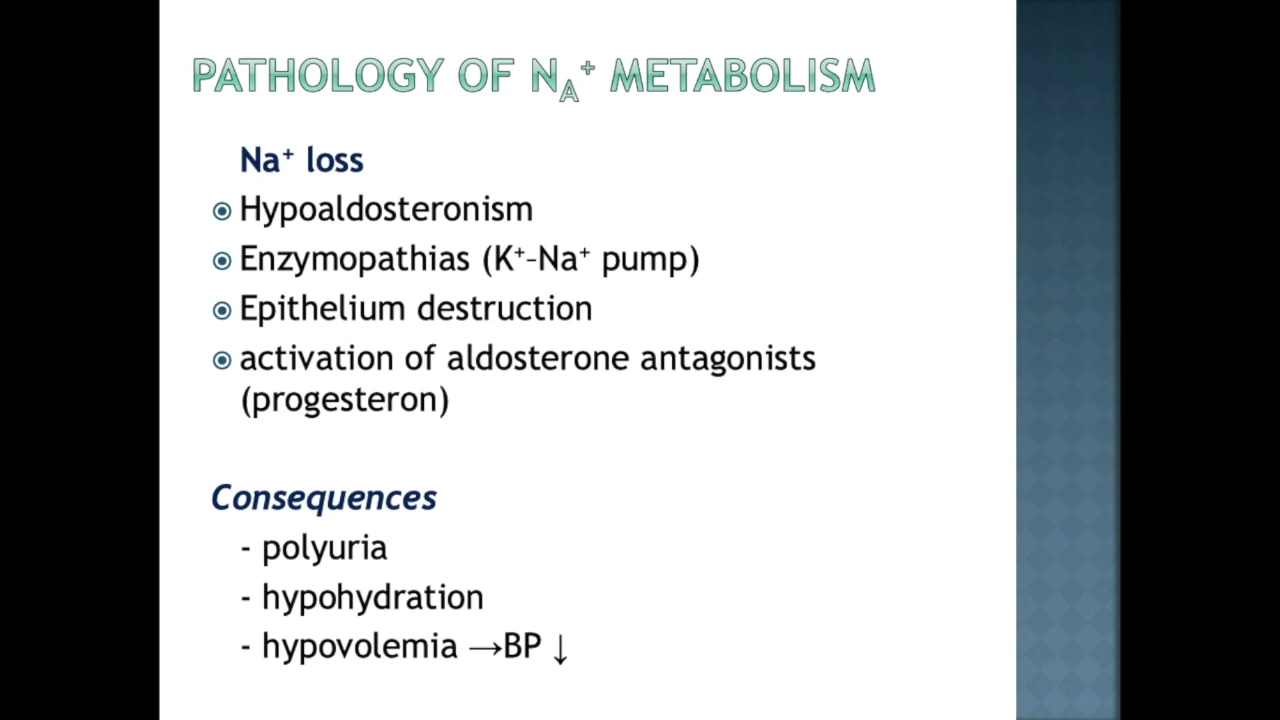 PATHOLOGY OF NA+ METABOLISM
Na+ loss
Hypoaldosteronism
Enzymopathias (K+-Na+ pump)
Epithelium destruction
activation of aldosterone antagonists
(progesteron)
Consequences
- polyuria
- hypohydration
- hypovolemia →BP ↓